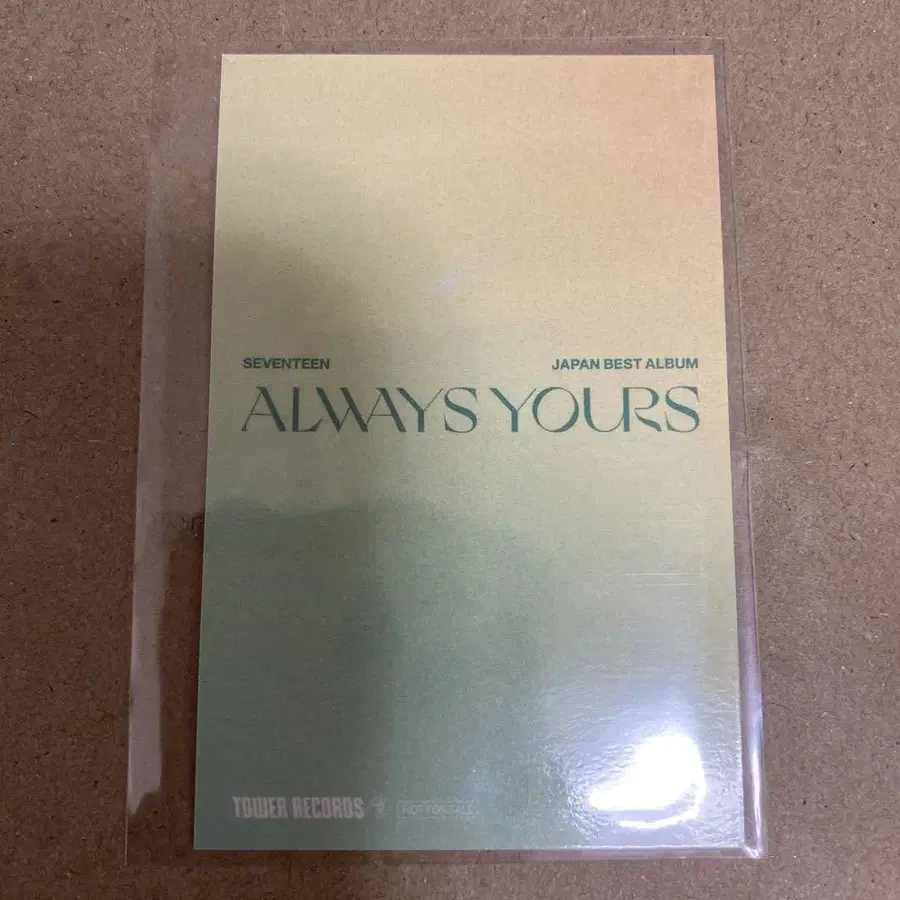 SEVENTEEN JAPAN BEST ALBUM
ALWAYS YOURS
TOWER RECORDS NOT FOR SALE